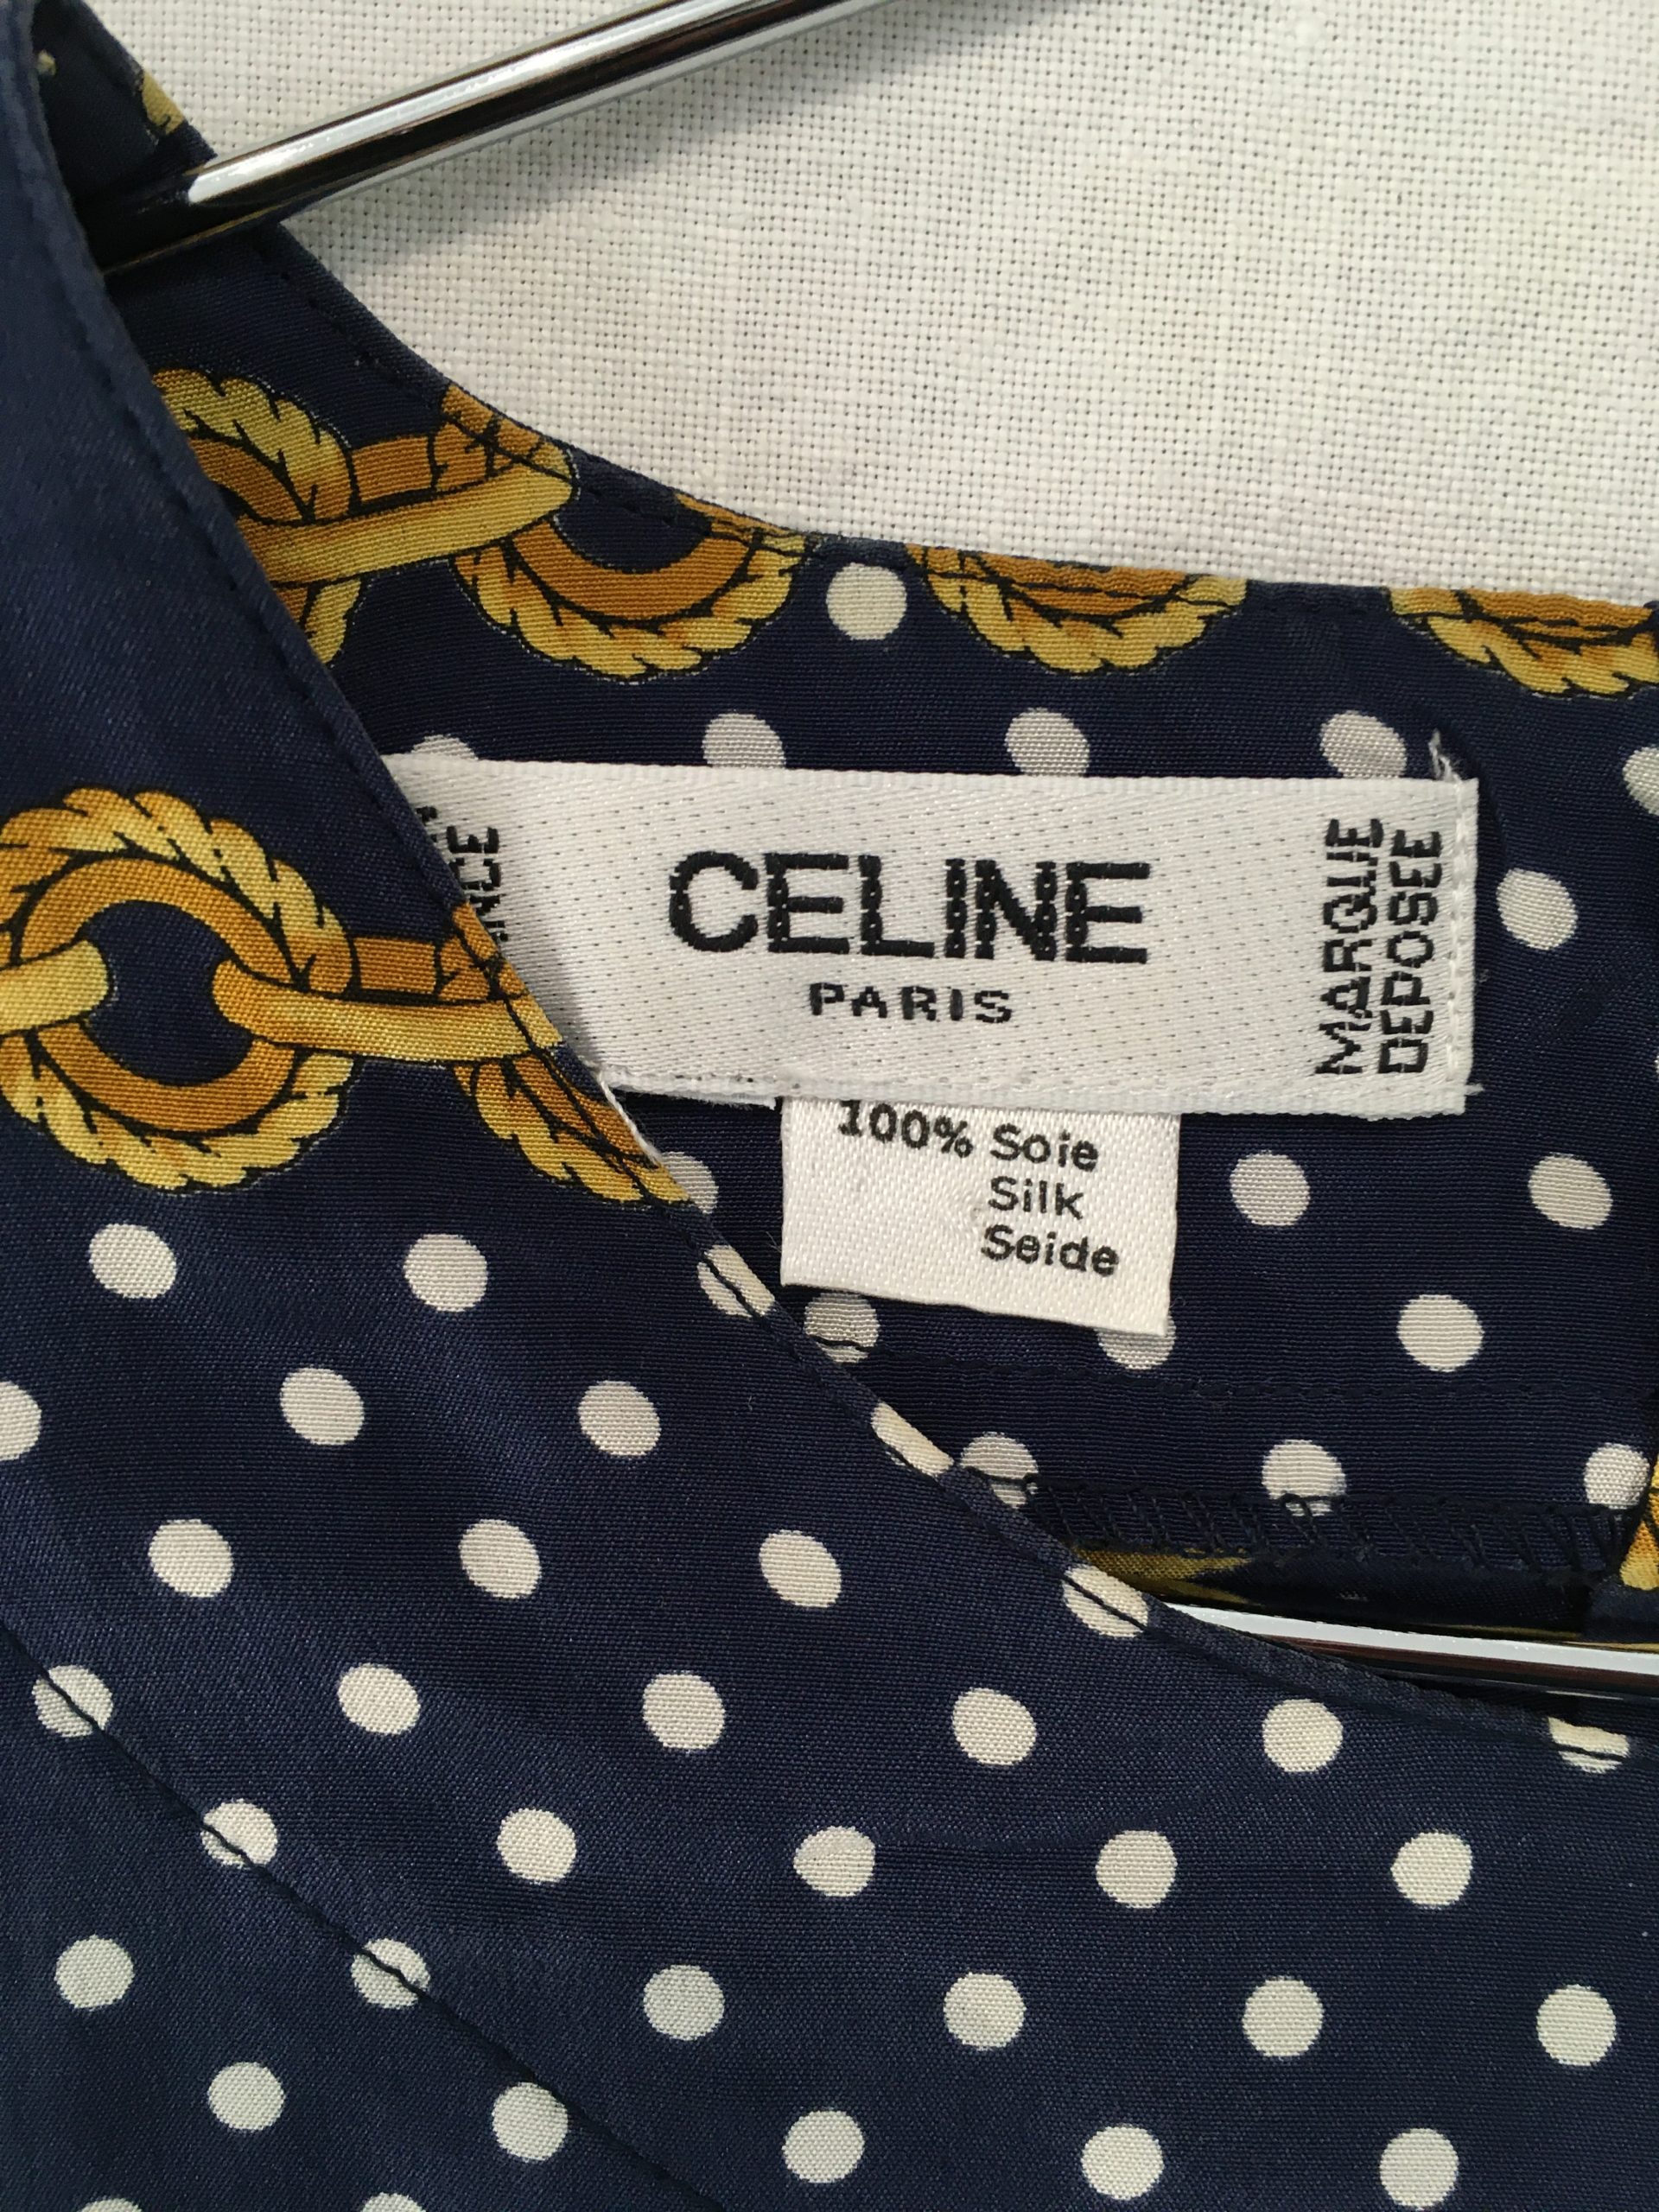 CELINE
PARIS
MARQUE
DEPOSEE
100% Soie
Silk
Seide